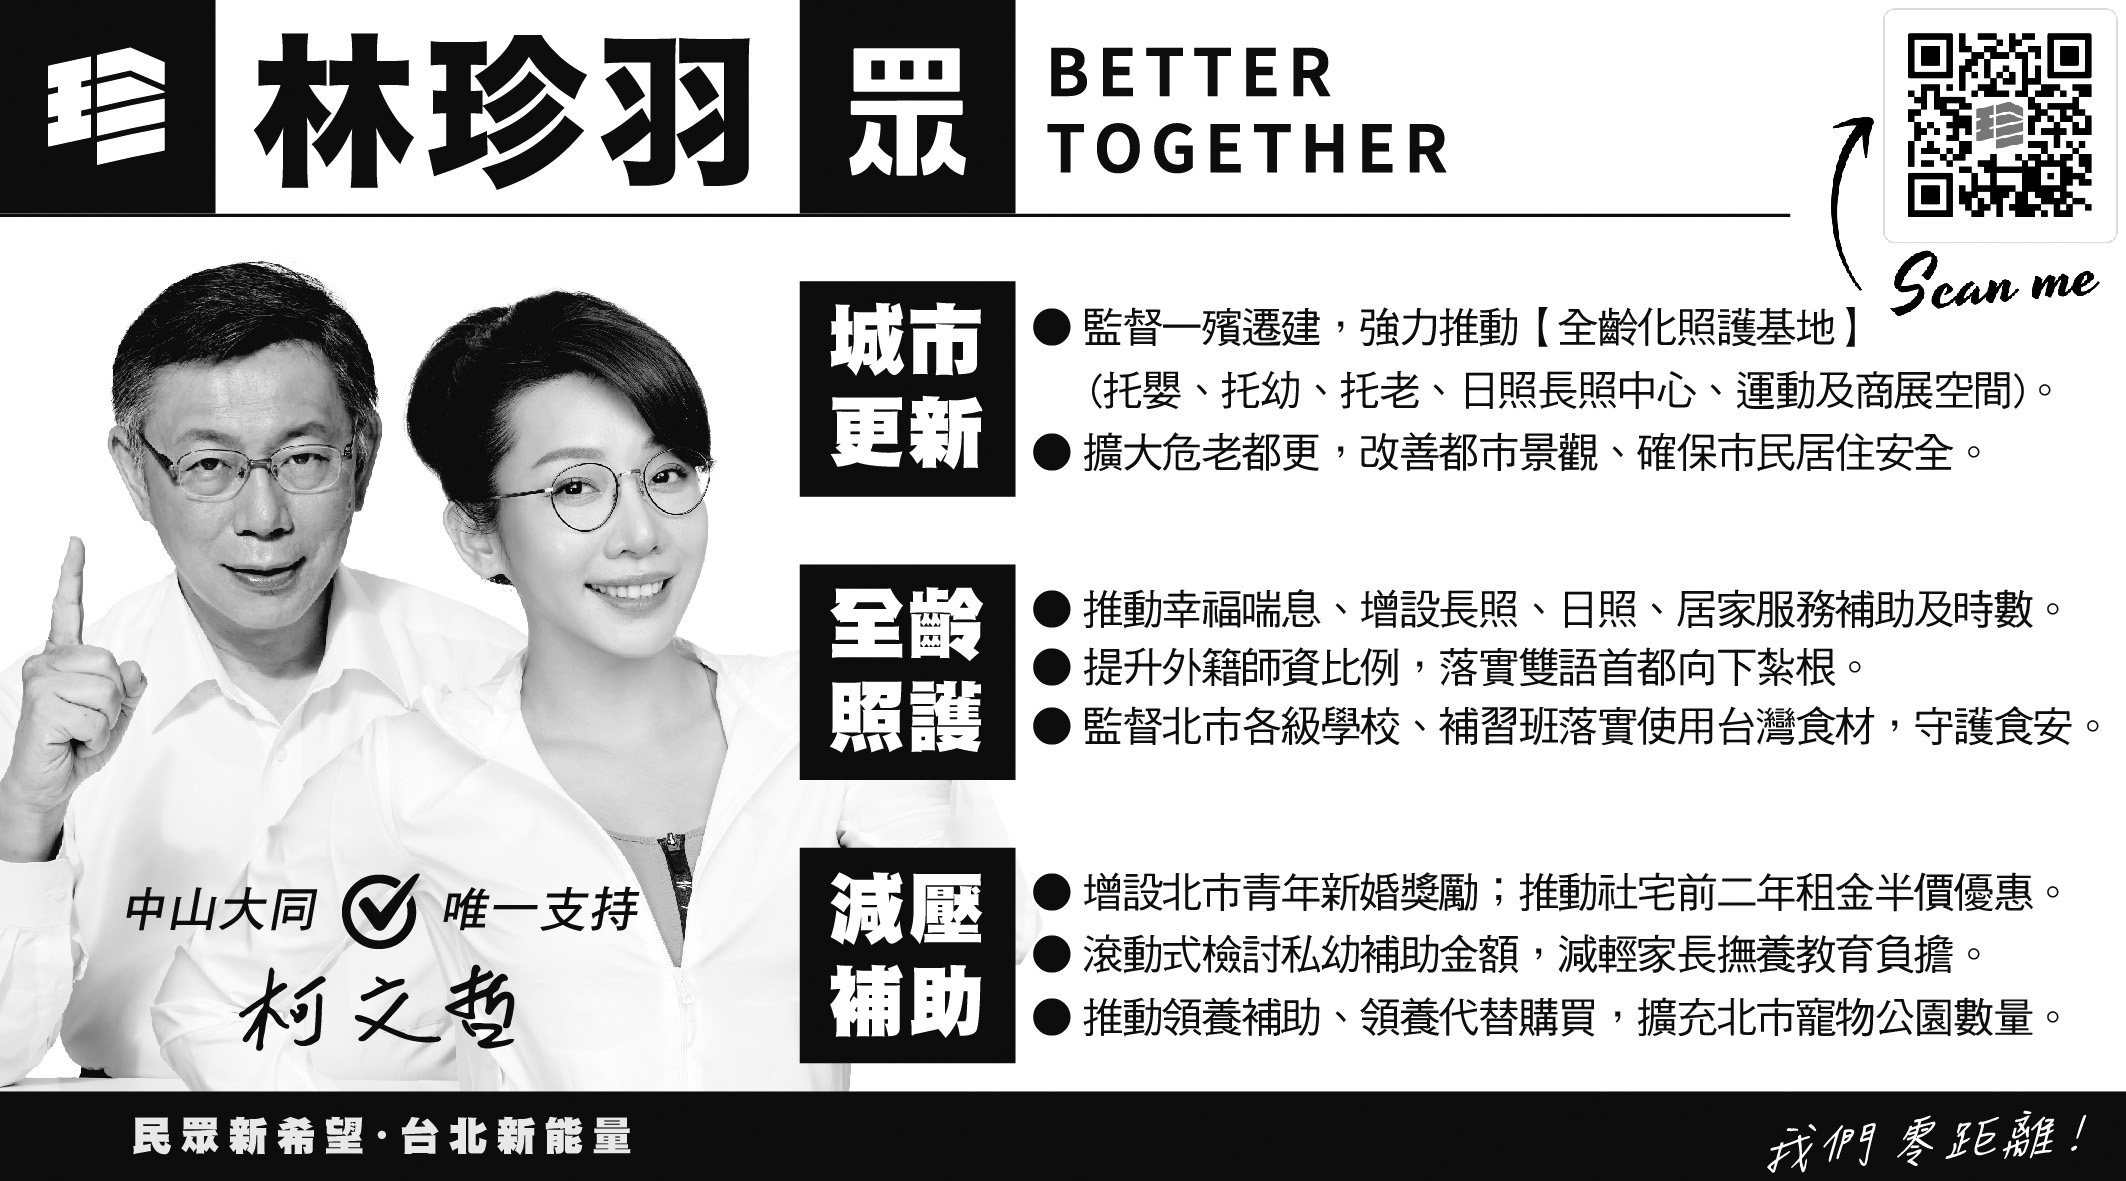 珍 林珍羽 眾
BETTER
TOGETHER
Scan me
城市
更新
● 監督一殯遷建，強力推動【全齡化照護基地】
（托嬰、托幼、托老、日照長照中心、運動及商展空間）。
● 擴大危老都更，改善都市景觀、確保市民居住安全。
全齡
照護
● 推動幸福喘息、增設長照、日照、居家服務補助及時數。
● 提升外籍師資比例，落實雙語首都向下紮根。
● 監督北市各級學校、補習班落實使用台灣食材，守護食安。
減壓
補助
● 增設北市青年新婚獎勵；推動社宅前二年租金半價優惠。
● 滾動式檢討私幼補助金額，減輕家長撫養教育負擔。
● 推動領養補助、領養代替購買，擴充北市寵物公園數量。
中山大同 唯一支持
柯文哲
民眾新希望·台北新能量
我們零距離！